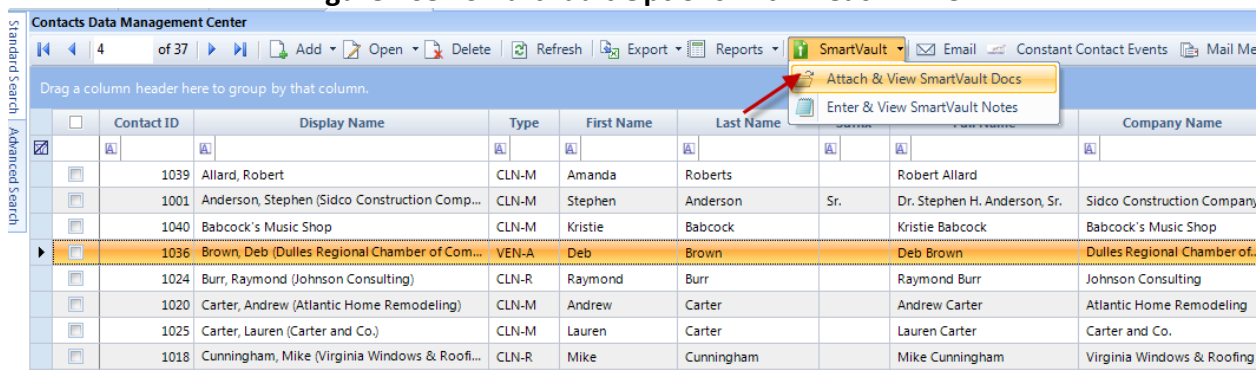 Contacts Data Management Center
4 of 37 Add Open Delete Refresh Export Reports SmartVault Email Constant Contact Events Mail Me
Attach & View SmartVault Docs
Enter & View SmartVault Notes
Standard Search
Advanced Search
Drag a column header here to group by that column.
Contact ID Display Name Type First Name Last Name Company Name
1039 Allard, Robert CLN-M Amanda Roberts Robert Allard
1001 Anderson, Stephen (Sidco Construction Comp... CLN-M Stephen Anderson Sr. Dr. Stephen H. Anderson, Sr. Sidco Construction Company
1040 Babcock's Music Shop CLN-M Kristie Babcock Kristie Babcock Babcock's Music Shop
1036 Brown, Deb (Dulles Regional Chamber of Com... VEN-A Deb Brown Deb Brown Dulles Regional Chamber of...
1024 Burr, Raymond (Johnson Consulting) CLN-R Raymond Burr Raymond Burr Johnson Consulting
1020 Carter, Andrew (Atlantic Home Remodeling) CLN-M Andrew Carter Andrew Carter Atlantic Home Remodeling
1025 Carter, Lauren (Carter and Co.) CLN-M Lauren Carter Lauren Carter Carter and Co.
1018 Cunningham, Mike (Virginia Windows & Roofi... CLN-R Mike Cunningham Mike Cunningham Virginia Windows & Roofing